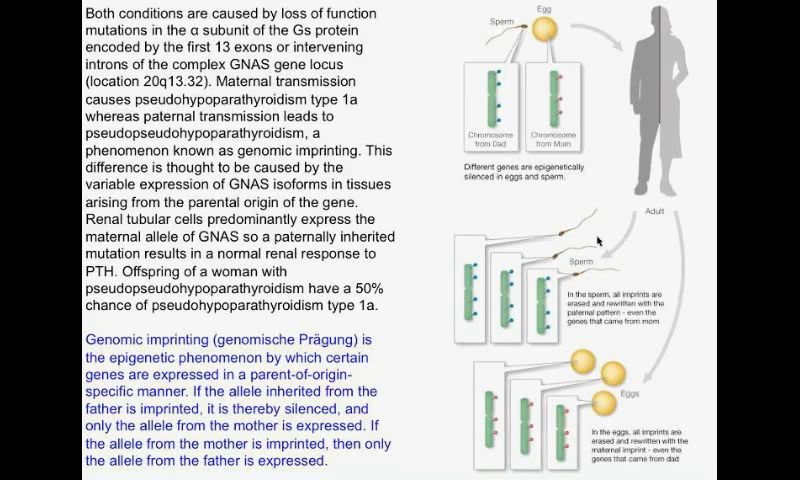 Both conditions are caused by loss of function
mutations in the α subunit of the Gs protein
encoded by the first 13 exons or intervening
introns of the complex GNAS gene locus
(location 20q13.32). Maternal transmission
causes pseudohypoparathyroidism type 1a
whereas paternal transmission leads to
pseudopseudohypoparathyroidism, a
phenomenon known as genomic imprinting. This
difference is thought to be caused by the
variable expression of GNAS isoforms in tissues
arising from the parental origin of the gene.
Renal tubular cells predominantly express the
maternal allele of GNAS so a paternally inherited
mutation results in a normal renal response to
PTH. Offspring of a woman with
pseudopseudohypoparathyroidism have a 50%
chance of pseudohypoparathyroidism type 1a.
Genomic imprinting (genomische Prägung) is
the epigenetic phenomenon by which certain
genes are expressed in a parent-of-origin-
specific manner. If the allele inherited from the
father is imprinted, it is thereby silenced, and
only the allele from the mother is expressed. If
the allele from the mother is imprinted, then only
the allele from the father is expressed.
Egg
Sperm
Chromosome
from Dad
Chromosome
from Mom
Different genes are epigenetically
silenced in eggs and sperm.
Adult
Sperm
In the sperm, all imprints are
erased and rewritten with the
paternal pattern - even the
genes that came from mom
Eggs
In the eggs, all imprints are
erased and rewritten with the
maternal imprint - even the
genes that came from dad